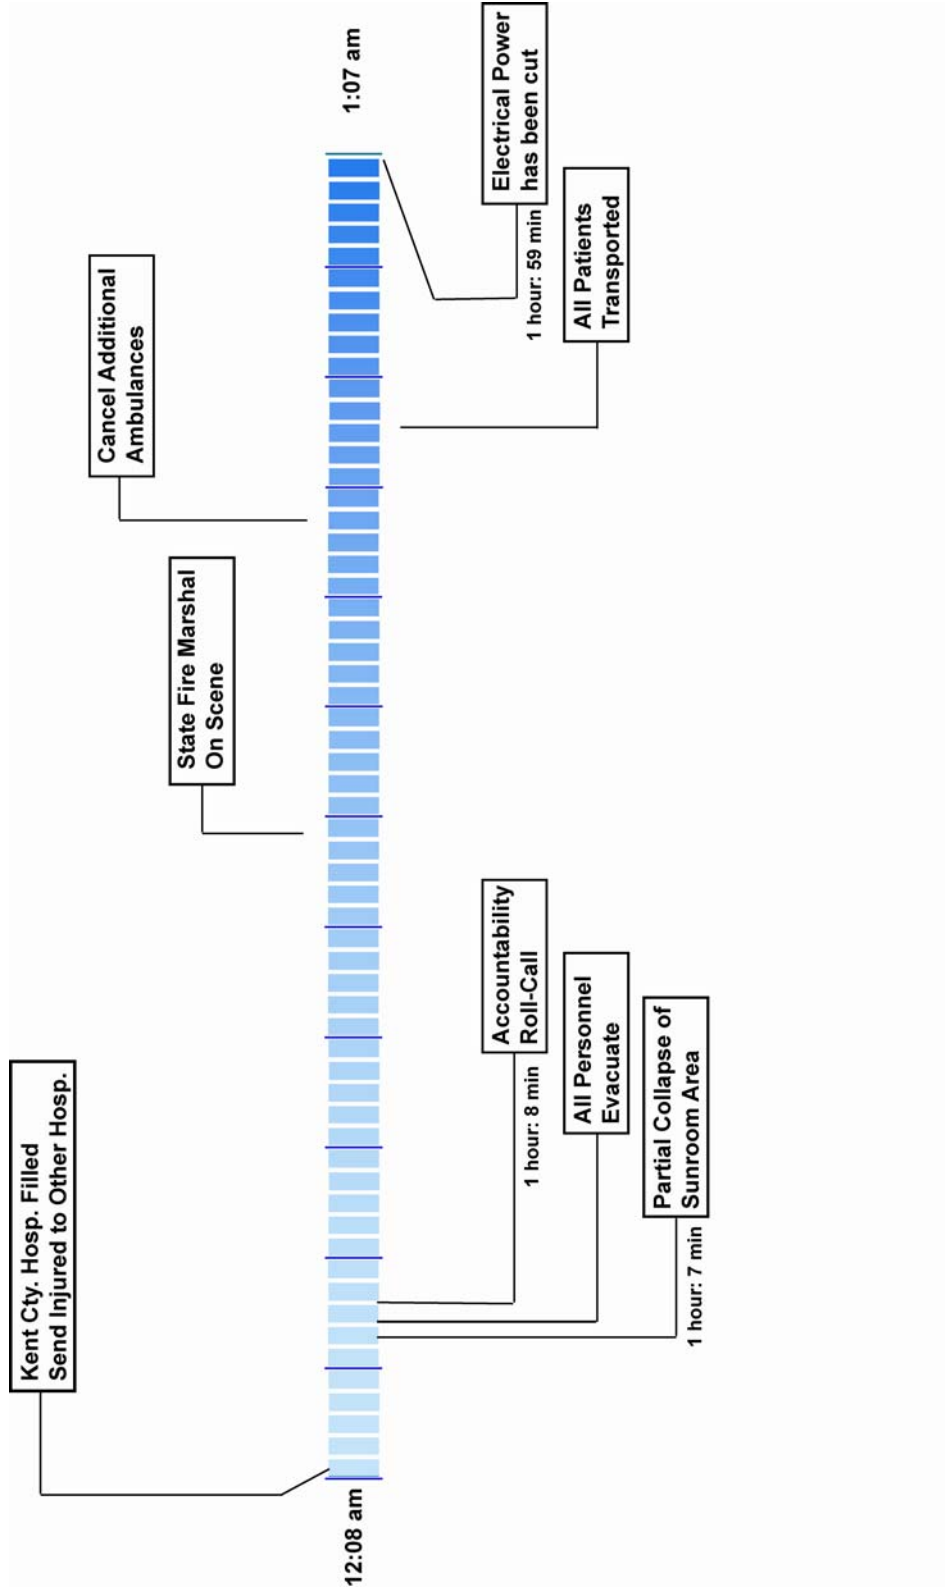 Kent Cty. Hosp. Filled
Send Injured to Other Hosp.
State Fire Marshal
On Scene
Cancel Additional
Ambulances
12:08 am
1:07 am
Partial Collapse of
Sunroom Area
1 hour: 7 min
All Personnel
Evacuate
Accountability
Roll-Call
1 hour: 8 min
All Patients
Transported
Electrical Power
has been cut
1 hour: 59 min